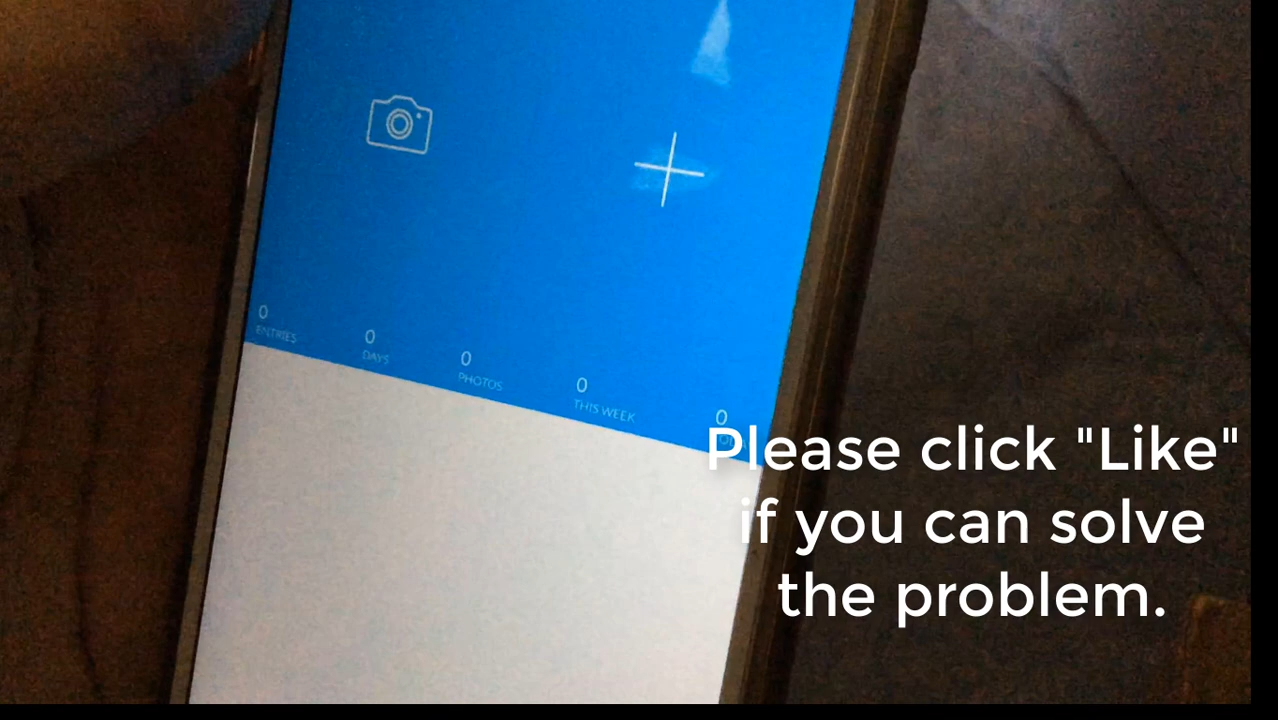 0
ENTRIES
0
DAYS
0
PHOTOS
0
THIS WEEK
0
Please click "Like"
if you can solve
the problem.